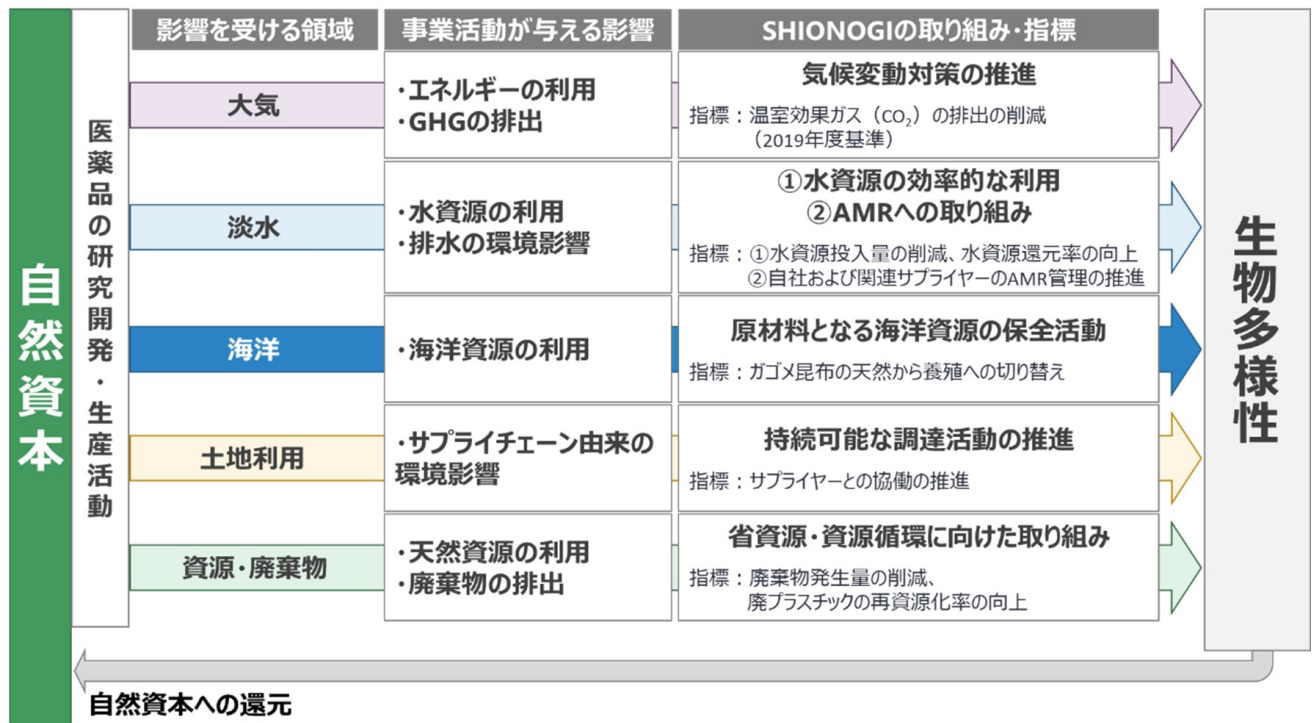 自然資本
医薬品の研究開発・生産活動
影響を受ける領域
事業活動が与える影響
SHIONOGIの取り組み・指標
大気
・エネルギーの利用
・GHGの排出
気候変動対策の推進
指標：温室効果ガス（CO₂）の排出の削減
（2019年度基準）
淡水
・水資源の利用
・排水の環境影響
①水資源の効率的な利用
②AMRへの取り組み
指標：①水資源投入量の削減、水資源還元率の向上
②自社および関連サプライヤーのAMR管理の推進
海洋
・海洋資源の利用
原材料となる海洋資源の保全活動
指標：ガゴメ昆布の天然から養殖への切り替え
土地利用
・サプライチェーン由来の
環境影響
持続可能な調達活動の推進
指標：サプライヤーとの協働の推進
資源・廃棄物
・天然資源の利用
・廃棄物の排出
省資源・資源循環に向けた取り組み
指標：廃棄物発生量の削減、
廃プラスチックの再資源化率の向上
生物多様性
自然資本への還元